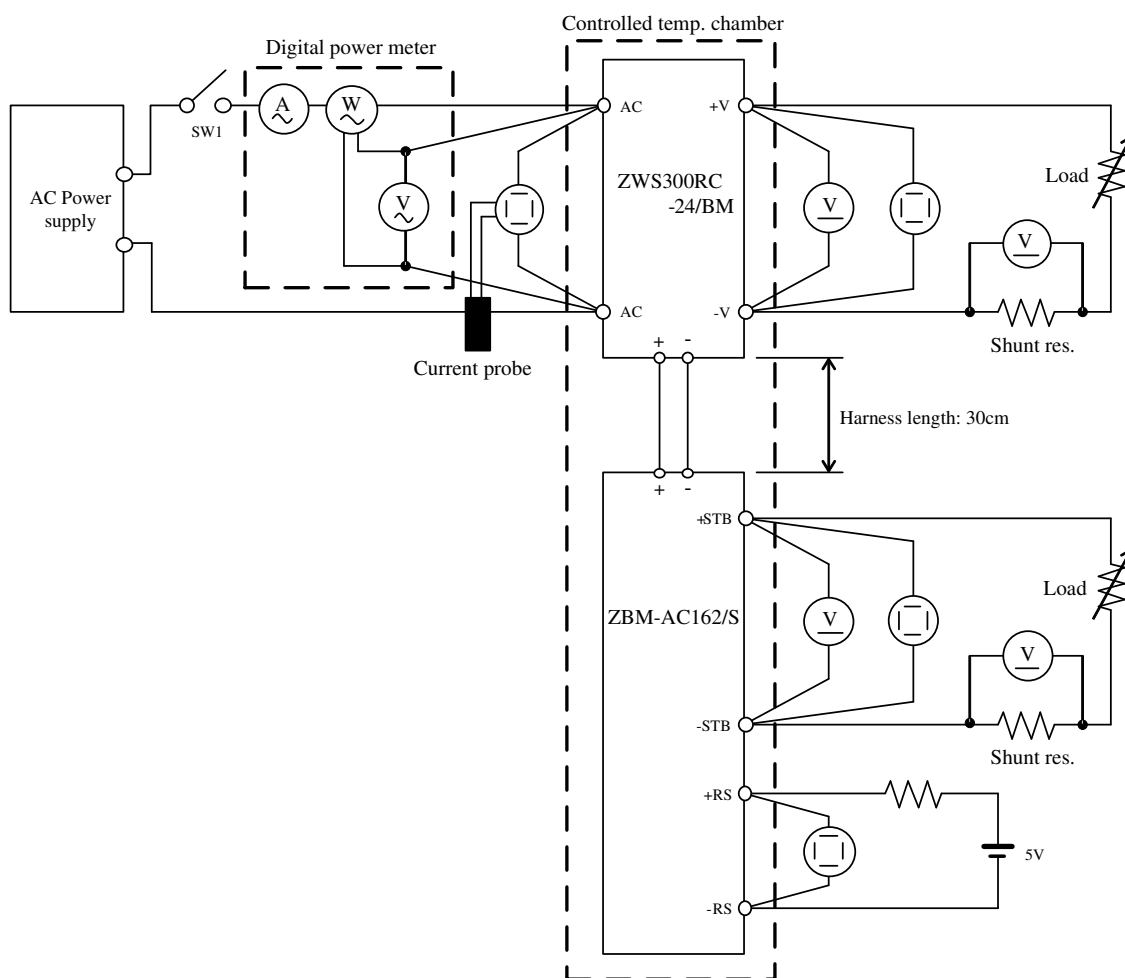 Controlled temp. chamber
Digital power meter
A
W
SW1
AC
+V
AC Power
supply
ZWS300RC
-24/BM
Load
V
V
V
AC
-V
Shunt res.
+ -
Current probe
Harness length: 30cm
+ -
+STB
ZBM-AC162/S
V
Load
V
-STB
Shunt res.
+RS
5V
-RS